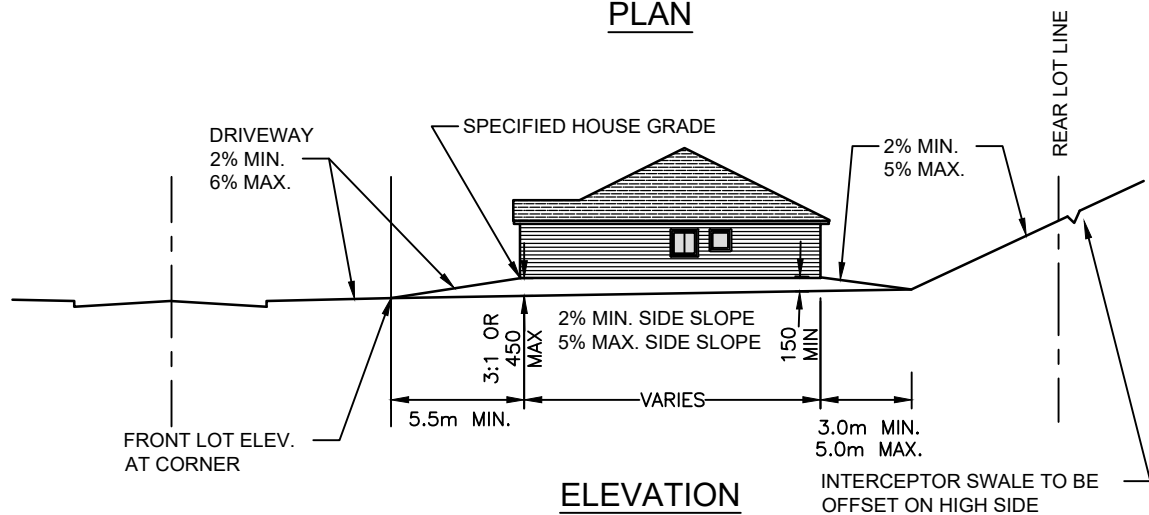 PLAN
REAR LOT LINE
DRIVEWAY
2% MIN.
6% MAX.
SPECIFIED HOUSE GRADE
2% MIN.
5% MAX.
3:1 OR
450
MAX
2% MIN. SIDE SLOPE
5% MAX. SIDE SLOPE
150
MIN
5.5m MIN.
VARIES
3.0m MIN.
5.0m MAX.
FRONT LOT ELEV.
AT CORNER
INTERCEPTOR SWALE TO BE
OFFSET ON HIGH SIDE
ELEVATION